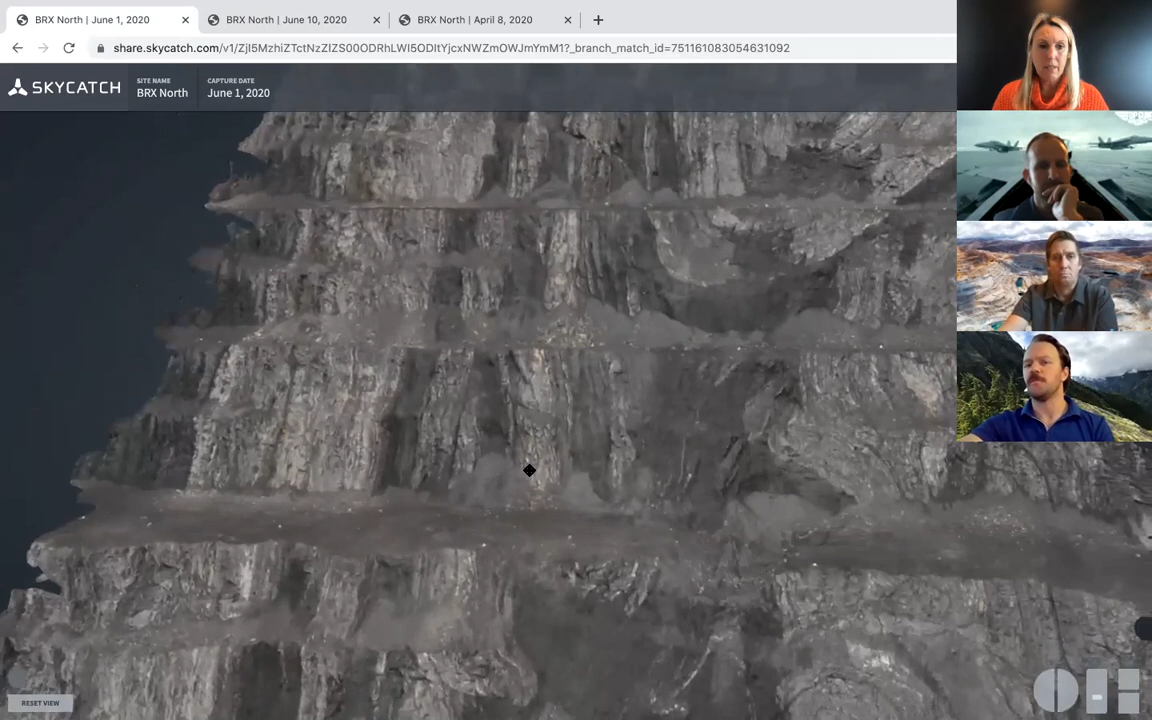 BRX North | June 1, 2020
BRX North | June 10, 2020
BRX North | April 8, 2020
share.skycatch.com/v1/ZjI5MzhiZTctNzZIZS00ODRhLWI5ODItYjcxNWZmOWJmYmM1?_branch_match_id=751161083054631092
SKYCATCH
SITE NAME
BRX North
CAPTURE DATE
June 1, 2020
RESET VIEW